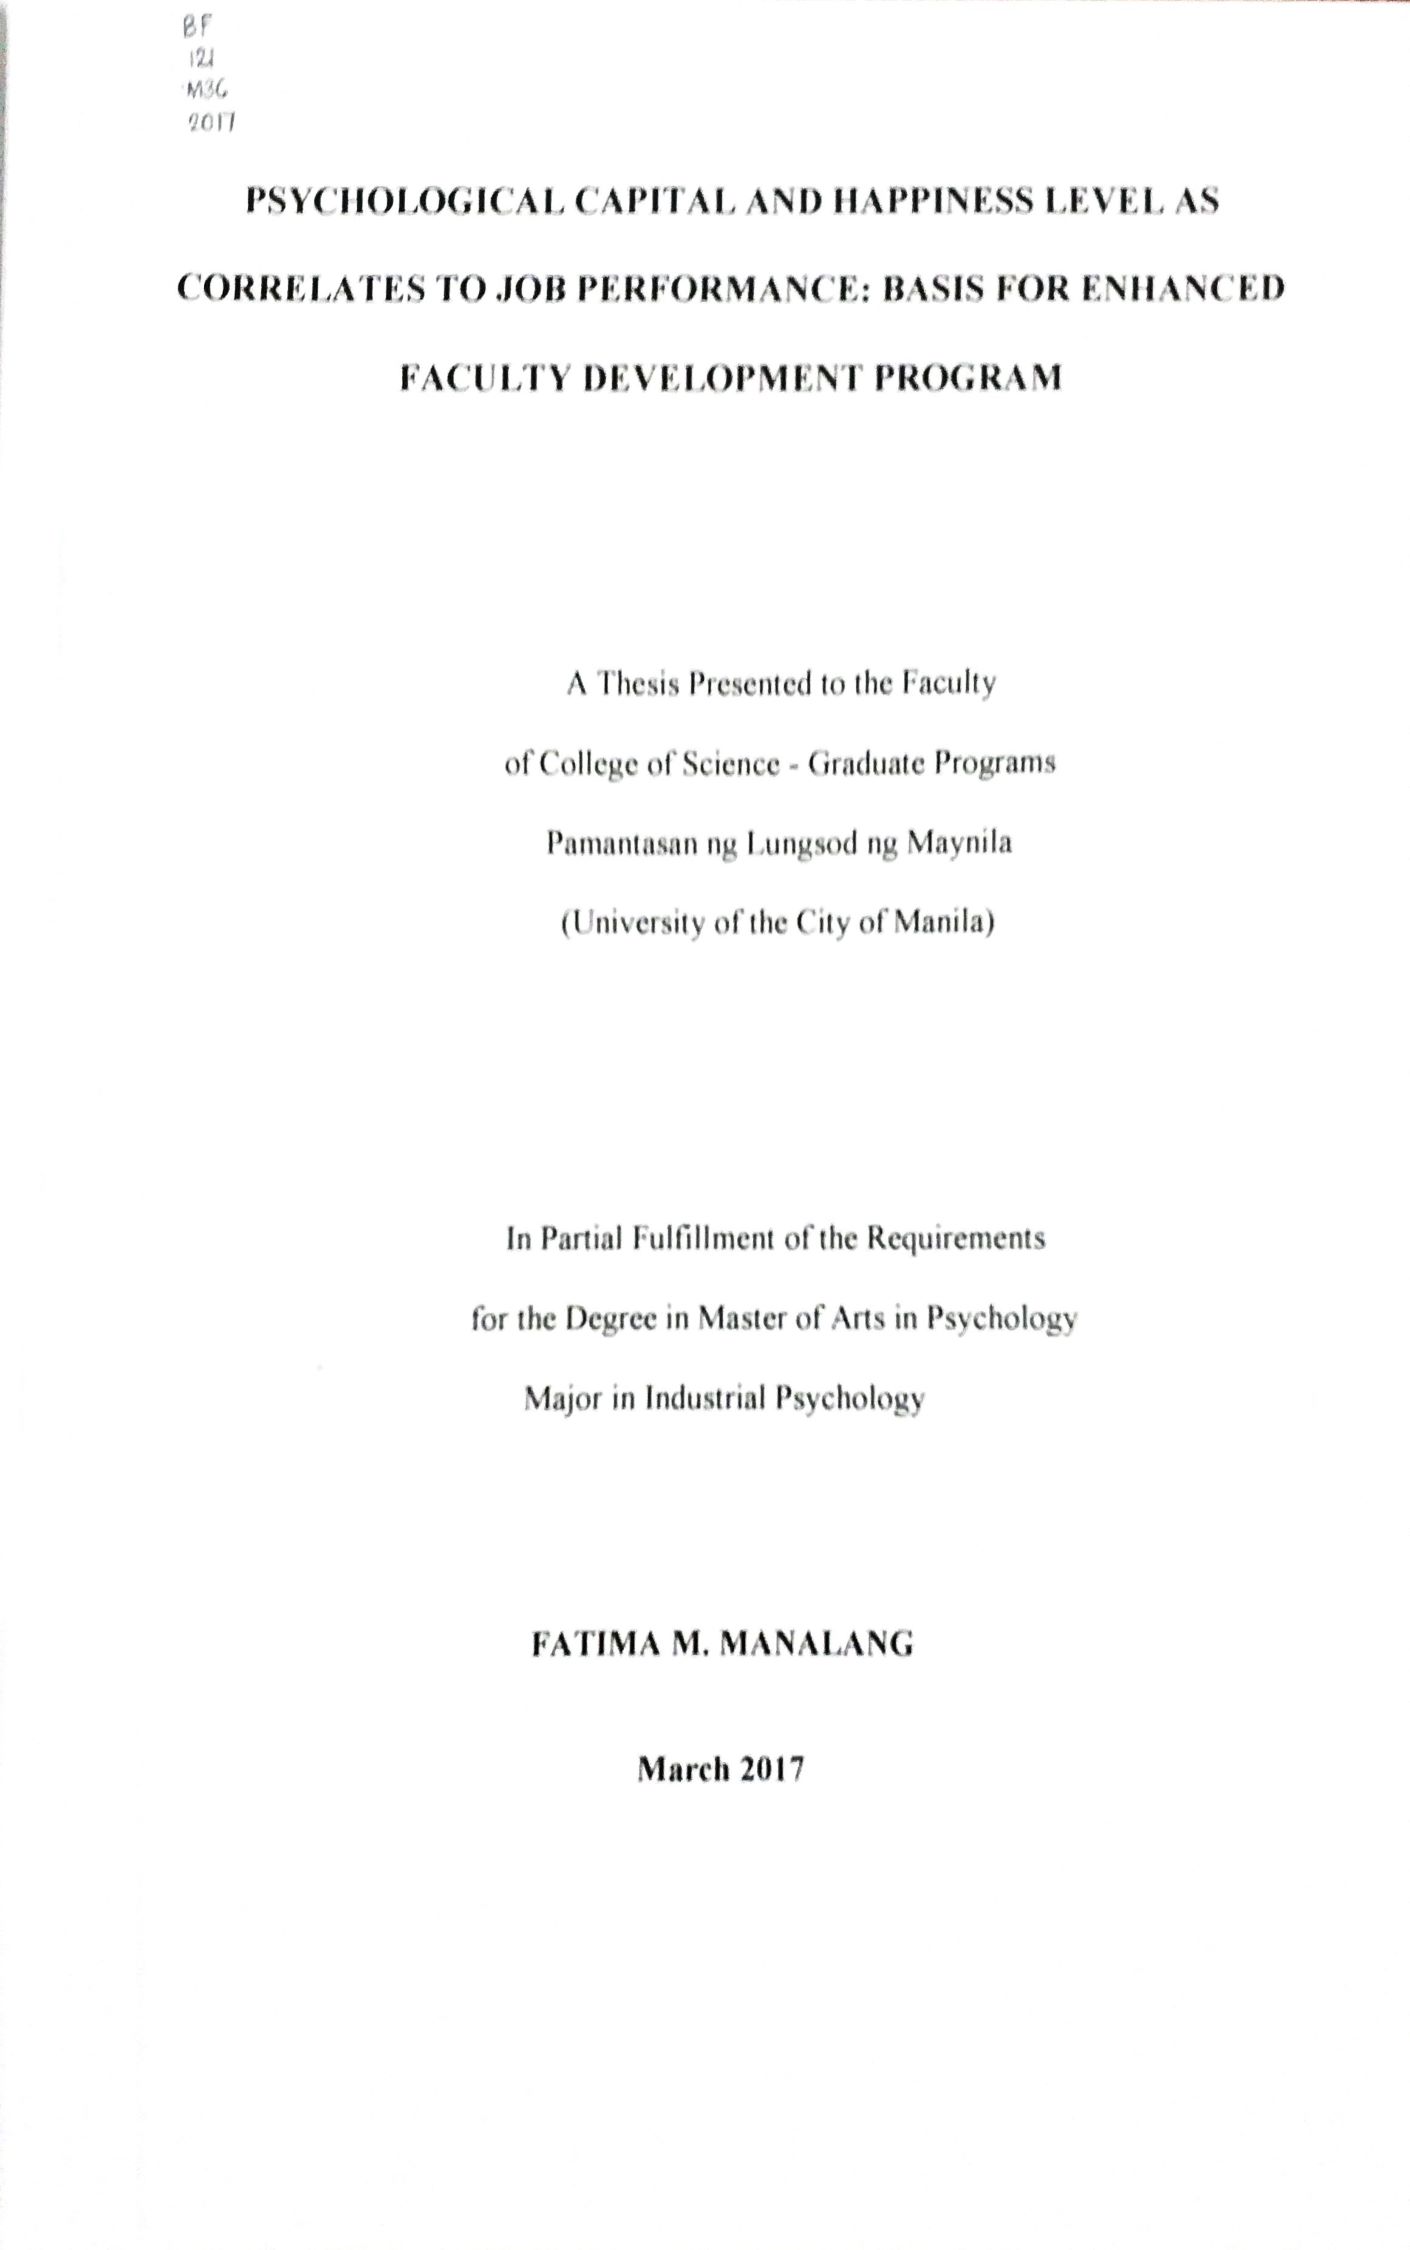 BF
121
M36
2017
PSYCHOLOGICAL CAPITAL AND HAPPINESS LEVEL AS
CORRELATES TO JOB PERFORMANCE: BASIS FOR ENHANCED
FACULTY DEVELOPMENT PROGRAM
A Thesis Presented to the Faculty
of College of Science - Graduate Programs
Pamantasan ng Lungsod ng Maynila
(University of the City of Manila)
In Partial Fulfillment of the Requirements
for the Degree in Master of Arts in Psychology
Major in Industrial Psychology
FATIMA M. MANALANG
March 2017